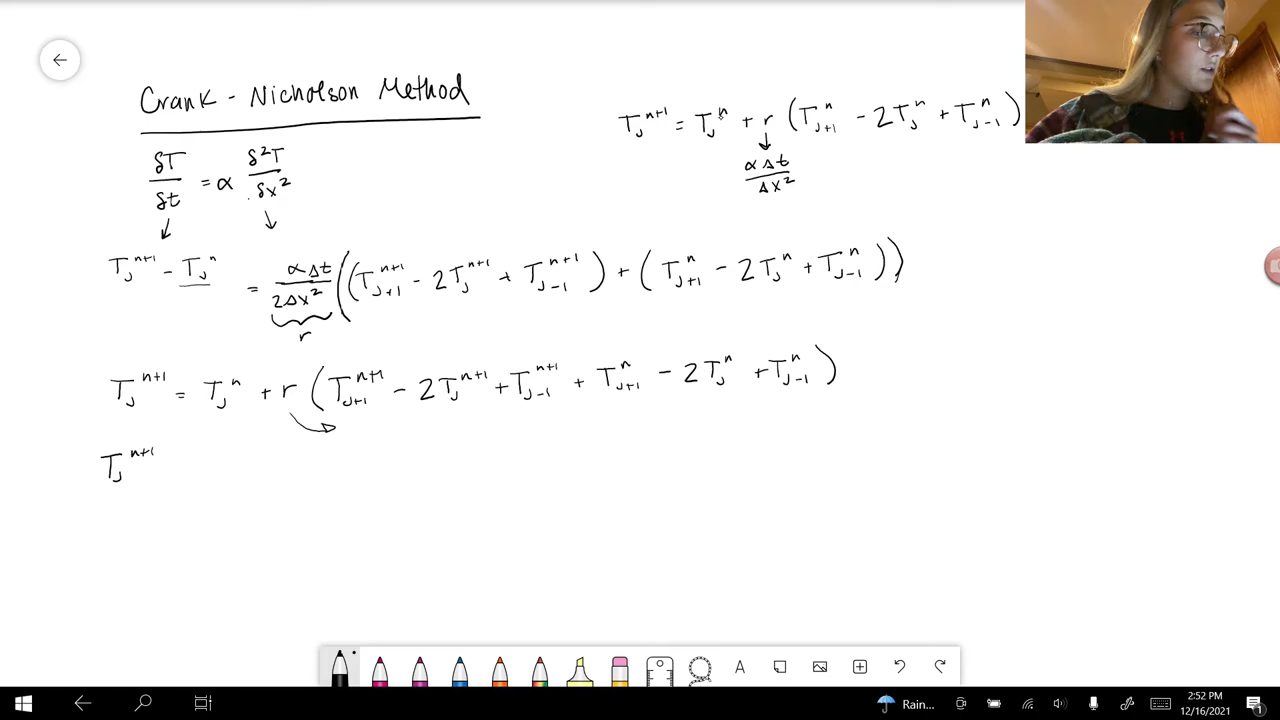 Crank - Nicholson Method
T_j^{n+1} = T_j^n + r (T_{j+1}^n - 2T_j^n + T_{j-1}^n)
αΔt / Δx²
δT/δt = α δ²T/δx²
T_j^{n+1} - T_j^n = αΔt/2Δx² ((T_{j+1}^{n+1} - 2T_j^{n+1} + T_{j-1}^{n+1}) + (T_{j+1}^n - 2T_j^n + T_{j-1}^n))
r
T_j^{n+1} = T_j^n + r (T_{j+1}^{n+1} - 2T_j^{n+1} + T_{j-1}^{n+1} + T_{j+1}^n - 2T_j^n + T_{j-1}^n)
T_j^{n+1}
A
Rain...
2:52 PM
12/16/2021
1